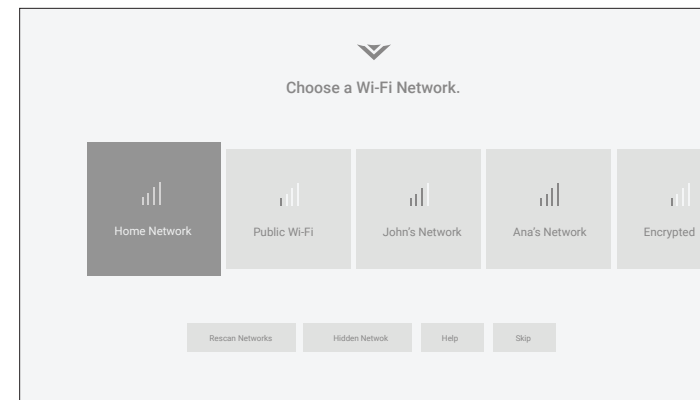 Choose a Wi-Fi Network.
Home Network
Public Wi-Fi
John's Network
Ana's Network
Encrypted
Rescan Networks
Hidden Netwok
Help
Skip